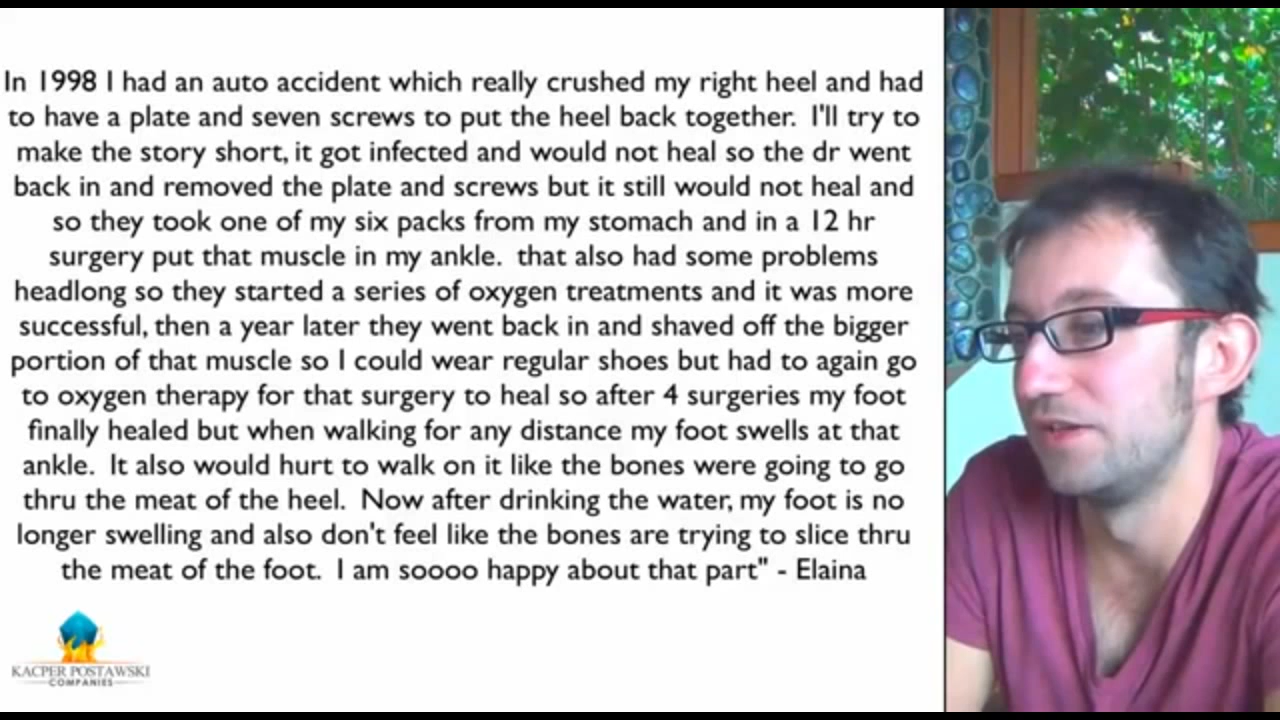 In 1998 I had an auto accident which really crushed my right heel and had
to have a plate and seven screws to put the heel back together.  I'll try to
make the story short, it got infected and would not heal so the dr went
back in and removed the plate and screws but it still would not heal and
so they took one of my six packs from my stomach and in a 12 hr
surgery put that muscle in my ankle.  that also had some problems
headlong so they started a series of oxygen treatments and it was more
successful, then a year later they went back in and shaved off the bigger
portion of that muscle so I could wear regular shoes but had to again go
to oxygen therapy for that surgery to heal so after 4 surgeries my foot
finally healed but when walking for any distance my foot swells at that
ankle.  It also would hurt to walk on it like the bones were going to go
thru the meat of the heel.  Now after drinking the water, my foot is no
longer swelling and also don't feel like the bones are trying to slice thru
the meat of the foot.  I am soooo happy about that part" - Elaina
KACPER POSTAWSKI
COMPANIES